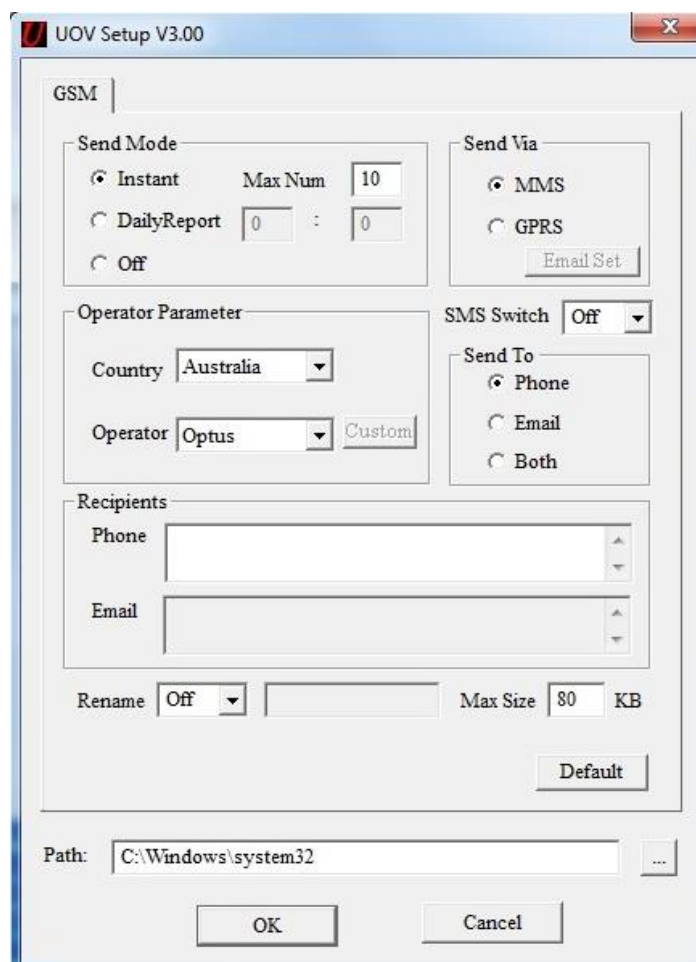 UOV Setup V3.00
GSM
Send Mode
Instant Max Num 10
DailyReport 0 : 0
Off
Send Via
MMS
GPRS
Email Set
Operator Parameter
Country Australia
Operator Optus Custom
SMS Switch Off
Send To
Phone
Email
Both
Recipients
Phone
Email
Rename Off Max Size 80 KB
Default
Path: C:\Windows\system32 ...
OK Cancel